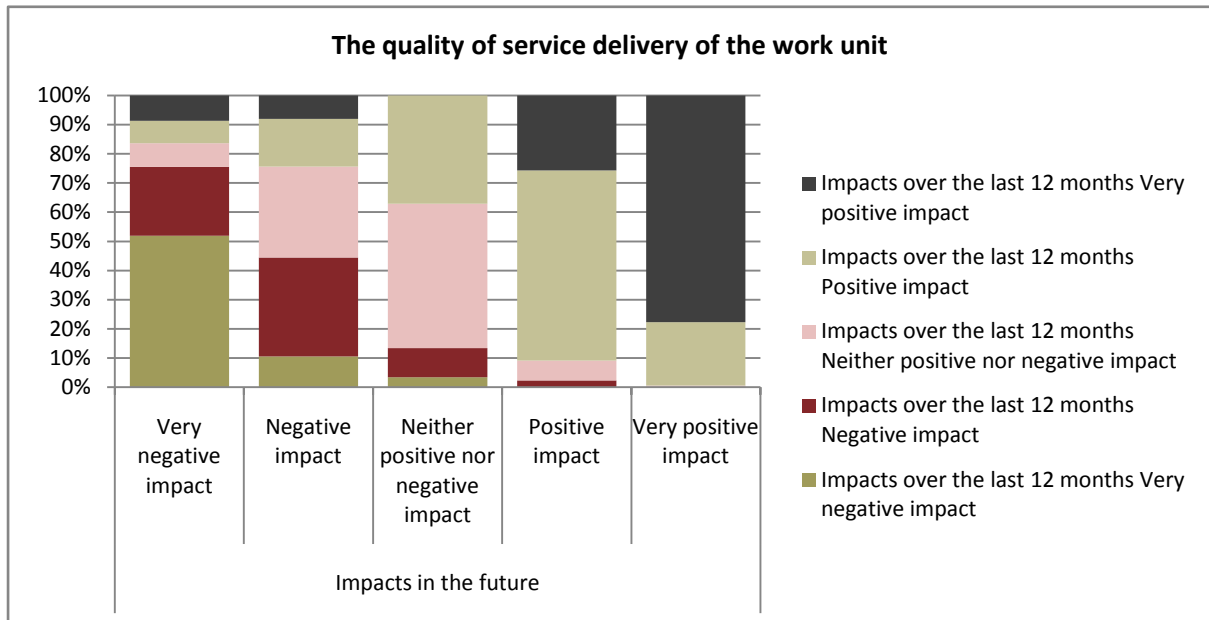 The quality of service delivery of the work unit
100%
90%
80%
70%
60%
50%
40%
30%
20%
10%
0%
Very
negative
impact
Negative
impact
Neither
positive nor
negative
impact
Positive
impact
Very positive
impact
Impacts in the future
Impacts over the last 12 months Very
positive impact
Impacts over the last 12 months
Positive impact
Impacts over the last 12 months
Neither positive nor negative impact
Impacts over the last 12 months
Negative impact
Impacts over the last 12 months Very
negative impact